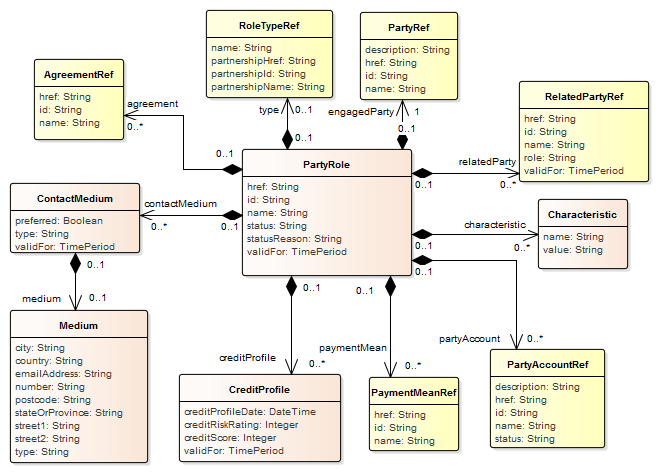 RoleTypeRef
name: String
partnershipHref: String
partnershipId: String
partnershipName: String
PartyRef
description: String
href: String
id: String
name: String
AgreementRef
href: String
id: String
name: String
agreement
0..*
0..1
type
0..1
0..1
engagedParty
1
0..1
RelatedPartyRef
href: String
id: String
name: String
role: String
validFor: TimePeriod
relatedParty
0..1
0..*
PartyRole
href: String
id: String
name: String
status: String
statusReason: String
validFor: TimePeriod
ContactMedium
preferred: Boolean
type: String
validFor: TimePeriod
contactMedium
0..*
0..1
characteristic
0..1
0..*
Characteristic
name: String
value: String
0..1
medium
0..1
Medium
city: String
country: String
emailAddress: String
number: String
postcode: String
stateOrProvince: String
street1: String
street2: String
type: String
0..1
creditProfile
0..*
CreditProfile
creditProfileDate: DateTime
creditRiskRating: Integer
creditScore: Integer
validFor: TimePeriod
0..1
paymentMean
0..*
PaymentMeanRef
href: String
id: String
name: String
0..1
partyAccount
0..*
PartyAccountRef
description: String
href: String
id: String
name: String
status: String